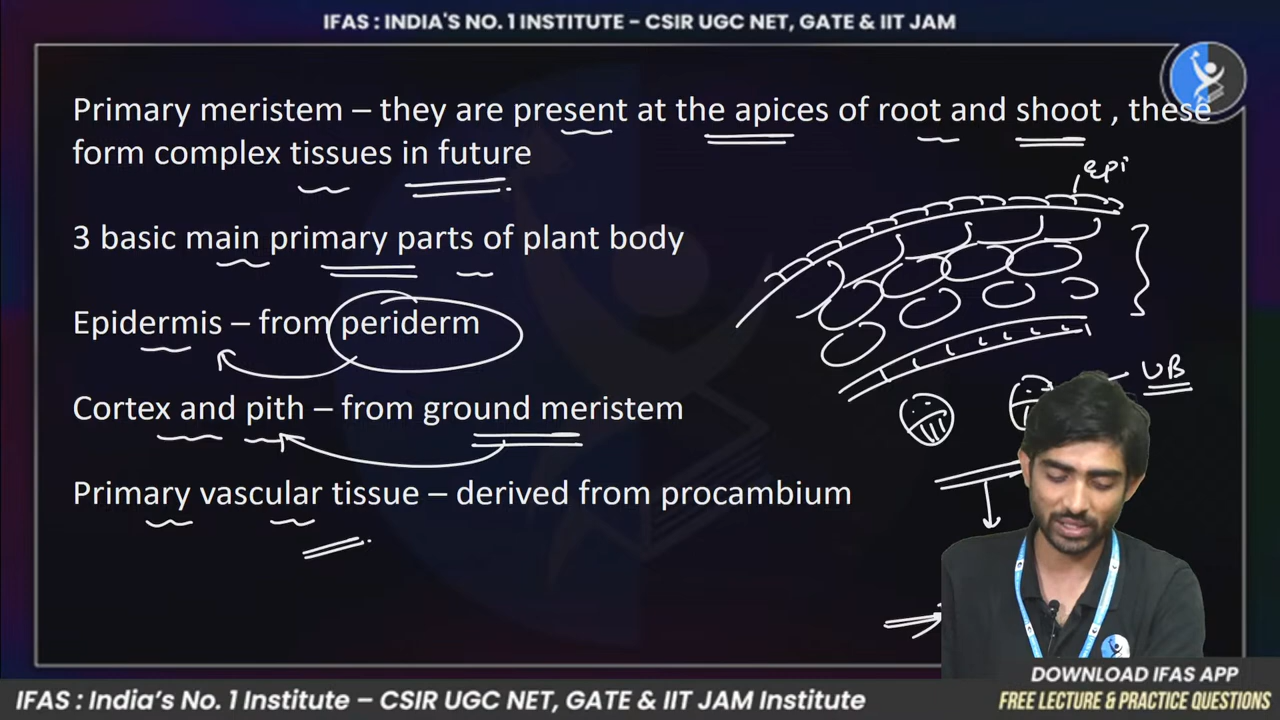 IFAS : INDIA'S NO. 1 INSTITUTE – CSIR UGC NET, GATE & IIT JAM
Primary meristem – they are present at the apices of root and shoot , these
form complex tissues in future
Epi
3 basic main primary parts of plant body
Epidermis – from periderm
UB
Cortex and pith – from ground meristem
Primary vascular tissue – derived from procambium
DOWNLOAD IFAS APP
FREE LECTURE & PRACTICE QUESTIONS
IFAS : India's No. 1 Institute – CSIR UGC NET, GATE & IIT JAM Institute